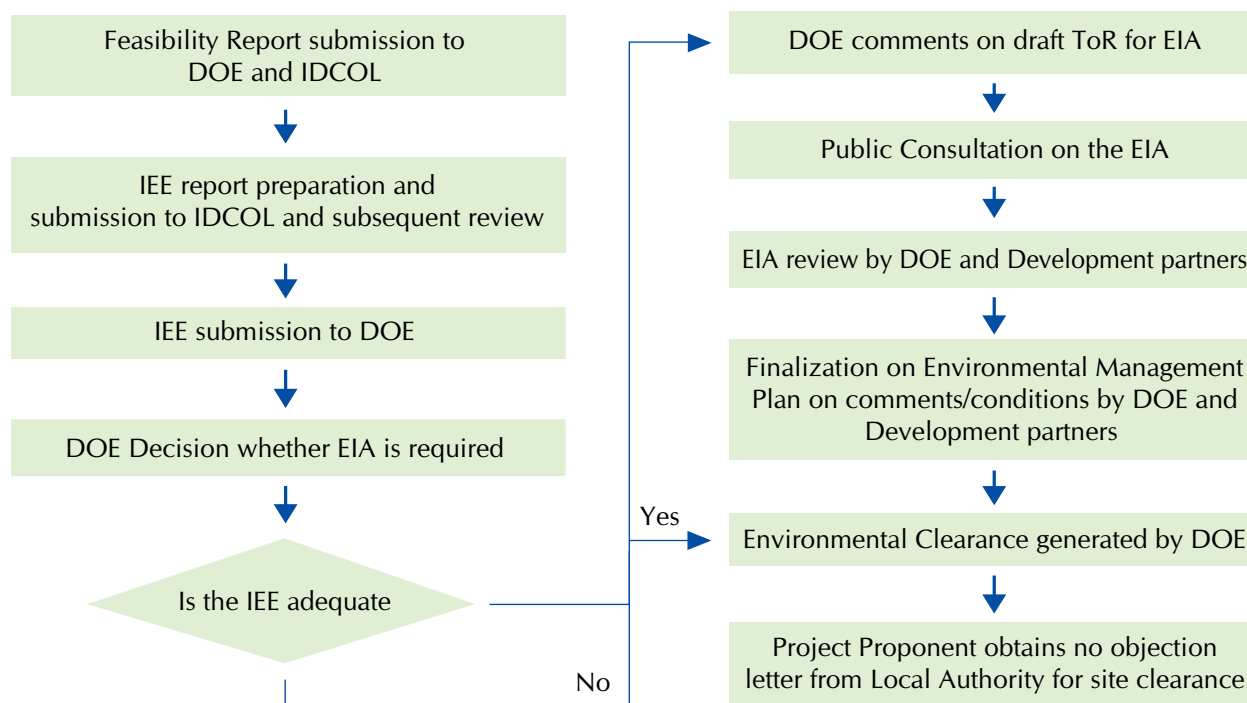 Feasibility Report submission to
DOE and IDCOL
IEE report preparation and
submission to IDCOL and subsequent review
IEE submission to DOE
DOE Decision whether EIA is required
Is the IEE adequate
Yes
No
DOE comments on draft ToR for EIA
Public Consultation on the EIA
EIA review by DOE and Development partners
Finalization on Environmental Management
Plan on comments/conditions by DOE and
Development partners
Environmental Clearance generated by DOE
Project Proponent obtains no objection
letter from Local Authority for site clearance